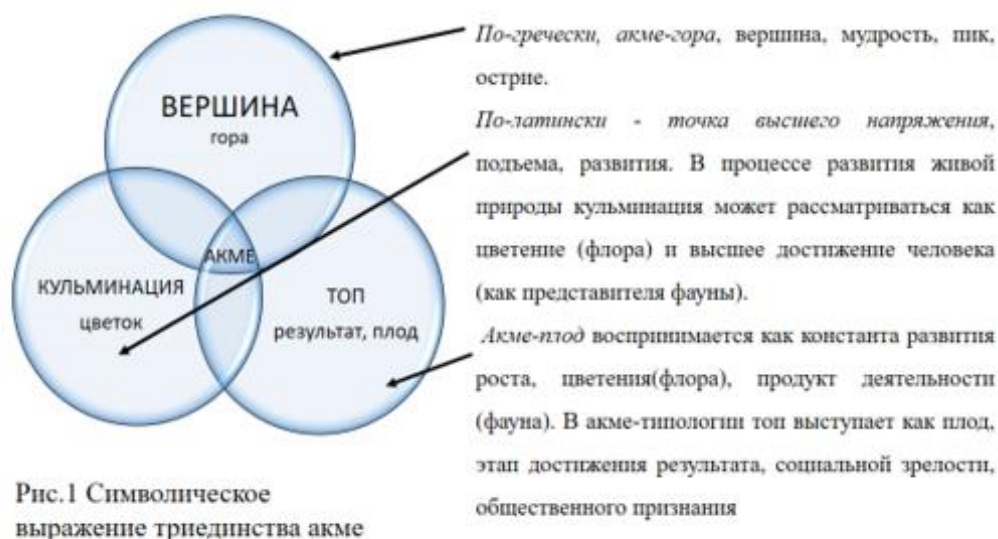 ВЕРШИНА
гора
АКМЕ
КУЛЬМИНАЦИЯ
цветок
ТОП
результат, плод
Рис.1 Символическое
выражение триединства акме
По-гречески, акме-гора, вершина, мудрость, пик,
острие.
По-латински - точка высшего напряжения,
подъема, развития. В процессе развития живой
природы кульминация может рассматриваться как
цветение (флора) и высшее достижение человека
(как представителя фауны).
Акме-плод воспринимается как константа развития
роста, цветения(флора), продукт деятельности
(фауна). В акме-типологии топ выступает как плод,
этап достижения результата, социальной зрелости,
общественного признания